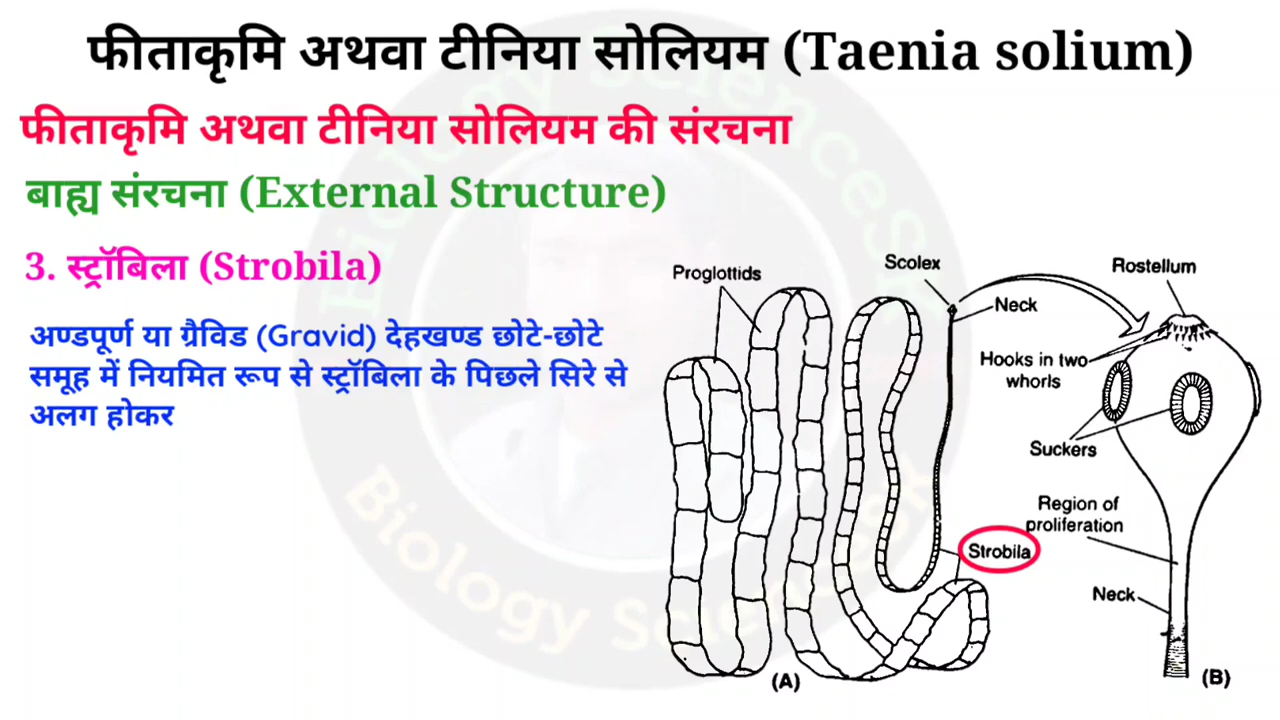 फीताकृमि अथवा टीनिया सोलियम (Taenia solium)
फीताकृमि अथवा टीनिया सोलियम की संरचना
बाह्य संरचना (External Structure)
3. स्ट्रॉबिला (Strobila)
अण्डपूर्ण या ग्रैविड (Gravid) देहखण्ड छोटे-छोटे
समूह में नियमित रूप से स्ट्रॉबिला के पिछले सिरे से
अलग होकर
Proglottids
Scolex
Neck
Strobila
(A)
Rostellum
Hooks in two
whorls
Suckers
Region of
proliferation
Neck
(B)